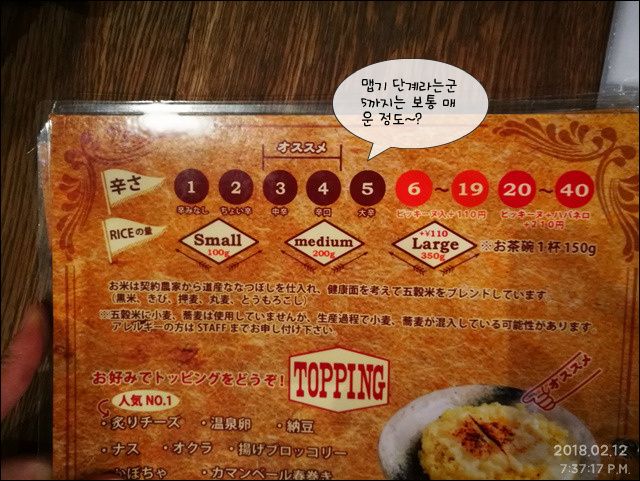 맵기 단계라는군
5까지는 보통 매
운 정도~?
オススメ
辛さ 1 2 3 4 5 6 ~ 19 20 ~ 40
辛みなし ちょい辛 中辛 辛口 大辛 ピッキーヌ入+110円 ピッキーヌ+ハバネロ
+210円
RICEの量 Small 100g medium 200g +¥110 Large 350g ※お茶碗1杯150g
お米は契約農家から道産ななつぼしを仕入れ、健康面を考えて五穀米をブレンドしています
(黒米、きび、押麦、丸麦、とうもろこし)
※五穀米に小麦、蕎麦は使用していませんが、生産過程で小麦、蕎麦が混入している可能性があります。
アレルギーの方は STAFF までお申し付け下さい
お好みでトッピングをどうぞ! TOPPING
オススメ
人気 NO.1
・炙りチーズ ・温泉卵 ・納豆
・ナス ・オクラ ・揚げブロッコリー
・かぼちゃ ・カマンベール春巻き
2018.02.12
7:37:17 P.M.